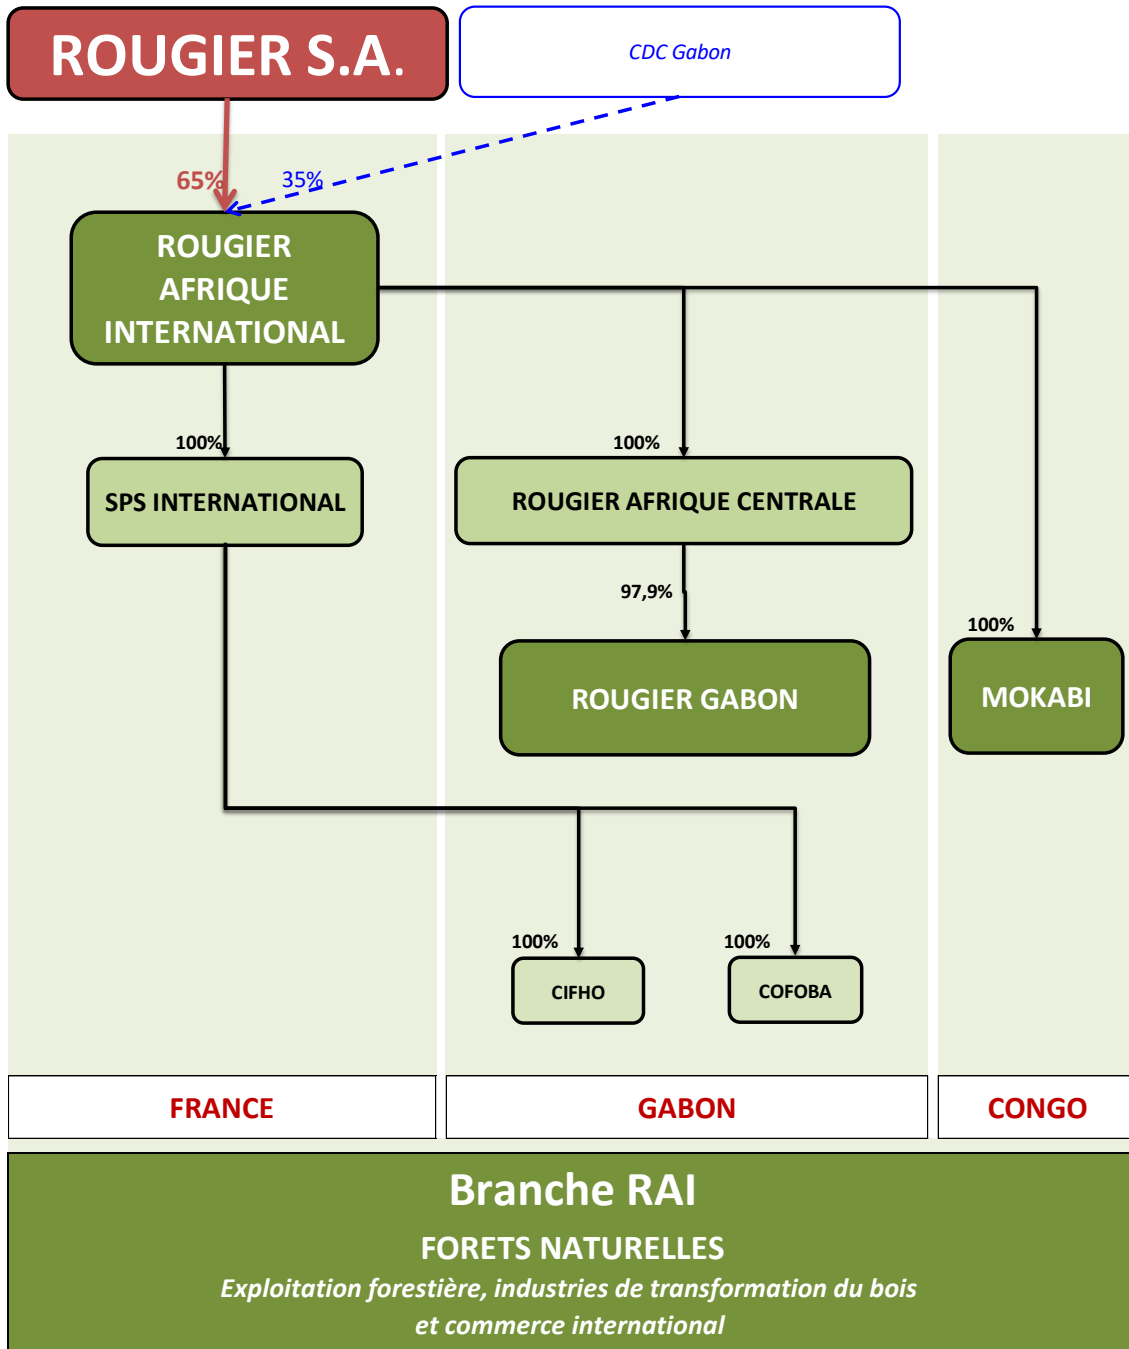 ROUGIER S.A.
CDC Gabon
65%
35%
ROUGIER
AFRIQUE
INTERNATIONAL
100%
100%
SPS INTERNATIONAL
ROUGIER AFRIQUE CENTRALE
97,9%
100%
ROUGIER GABON
MOKABI
100%
100%
CIFHO
COFOBA
FRANCE
GABON
CONGO
Branche RAI
FORETS NATURELLES
Exploitation forestière, industries de transformation du bois
et commerce international